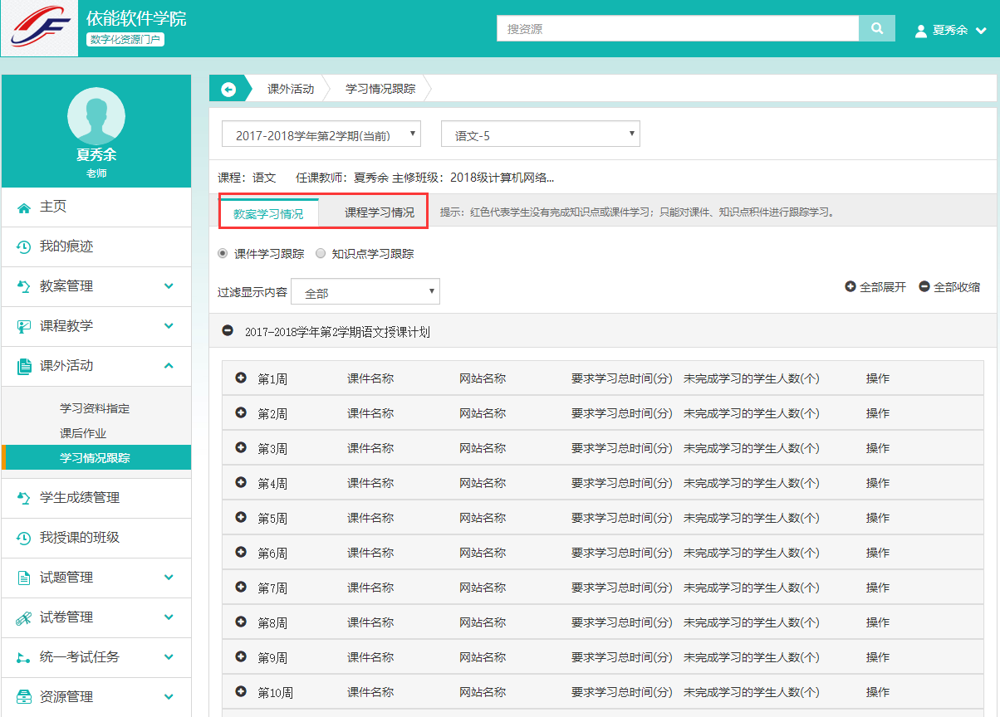 依能软件学院
数字化资源门户
搜资源
夏秀余
夏秀余
老师
主页
我的痕迹
教案管理
课程教学
课外活动
学习资料指定
课后作业
学习情况跟踪
学生成绩管理
我授课的班级
试题管理
试卷管理
统一考试任务
资源管理
课外活动 学习情况跟踪
2017-2018学年第2学期(当前) 语文-5
课程：语文 任课教师：夏秀余 主修班级：2018级计算机网络...
教案学习情况 课程学习情况 提示：红色代表学生没有完成知识点或课件学习；只能对课件、知识点积件进行跟踪学习。
课件学习跟踪 知识点学习跟踪
过滤显示内容 全部 全部展开 全部收缩
2017-2018学年第2学期语文授课计划
第1周 课件名称 网站名称 要求学习总时间(分) 未完成学习的学生人数(个) 操作
第2周 课件名称 网站名称 要求学习总时间(分) 未完成学习的学生人数(个) 操作
第3周 课件名称 网站名称 要求学习总时间(分) 未完成学习的学生人数(个) 操作
第4周 课件名称 网站名称 要求学习总时间(分) 未完成学习的学生人数(个) 操作
第5周 课件名称 网站名称 要求学习总时间(分) 未完成学习的学生人数(个) 操作
第6周 课件名称 网站名称 要求学习总时间(分) 未完成学习的学生人数(个) 操作
第7周 课件名称 网站名称 要求学习总时间(分) 未完成学习的学生人数(个) 操作
第8周 课件名称 网站名称 要求学习总时间(分) 未完成学习的学生人数(个) 操作
第9周 课件名称 网站名称 要求学习总时间(分) 未完成学习的学生人数(个) 操作
第10周 课件名称 网站名称 要求学习总时间(分) 未完成学习的学生人数(个) 操作